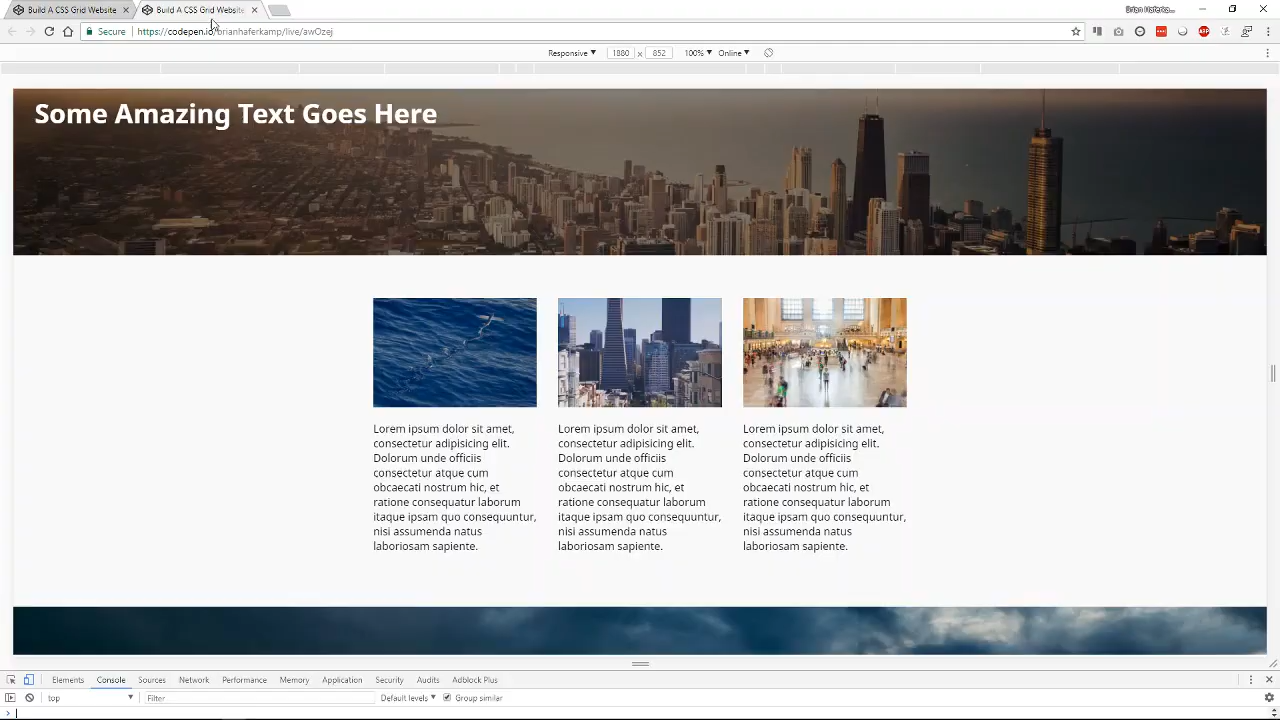 Build A CSS Grid Website
Build A CSS Grid Website
Brian Haferka...
Secure
https://codepen.io/brianhaferkamp/live/awOzej
ABP
Responsive
1880 x 852
100%
Online
Some Amazing Text Goes Here
Lorem ipsum dolor sit amet,
consectetur adipisicing elit.
Dolorum unde officiis
consectetur atque cum
obcaecati nostrum hic, et
ratione consequatur laborum
itaque ipsam quo consequuntur,
nisi assumenda natus
laboriosam sapiente.
Lorem ipsum dolor sit amet,
consectetur adipisicing elit.
Dolorum unde officiis
consectetur atque cum
obcaecati nostrum hic, et
ratione consequatur laborum
itaque ipsam quo consequuntur,
nisi assumenda natus
laboriosam sapiente.
Lorem ipsum dolor sit amet,
consectetur adipisicing elit.
Dolorum unde officiis
consectetur atque cum
obcaecati nostrum hic, et
ratione consequatur laborum
itaque ipsam quo consequuntur,
nisi assumenda natus
laboriosam sapiente.
Elements Console Sources Network Performance Memory Application Security Audits Adblock Plus
top Filter Default levels Group similar